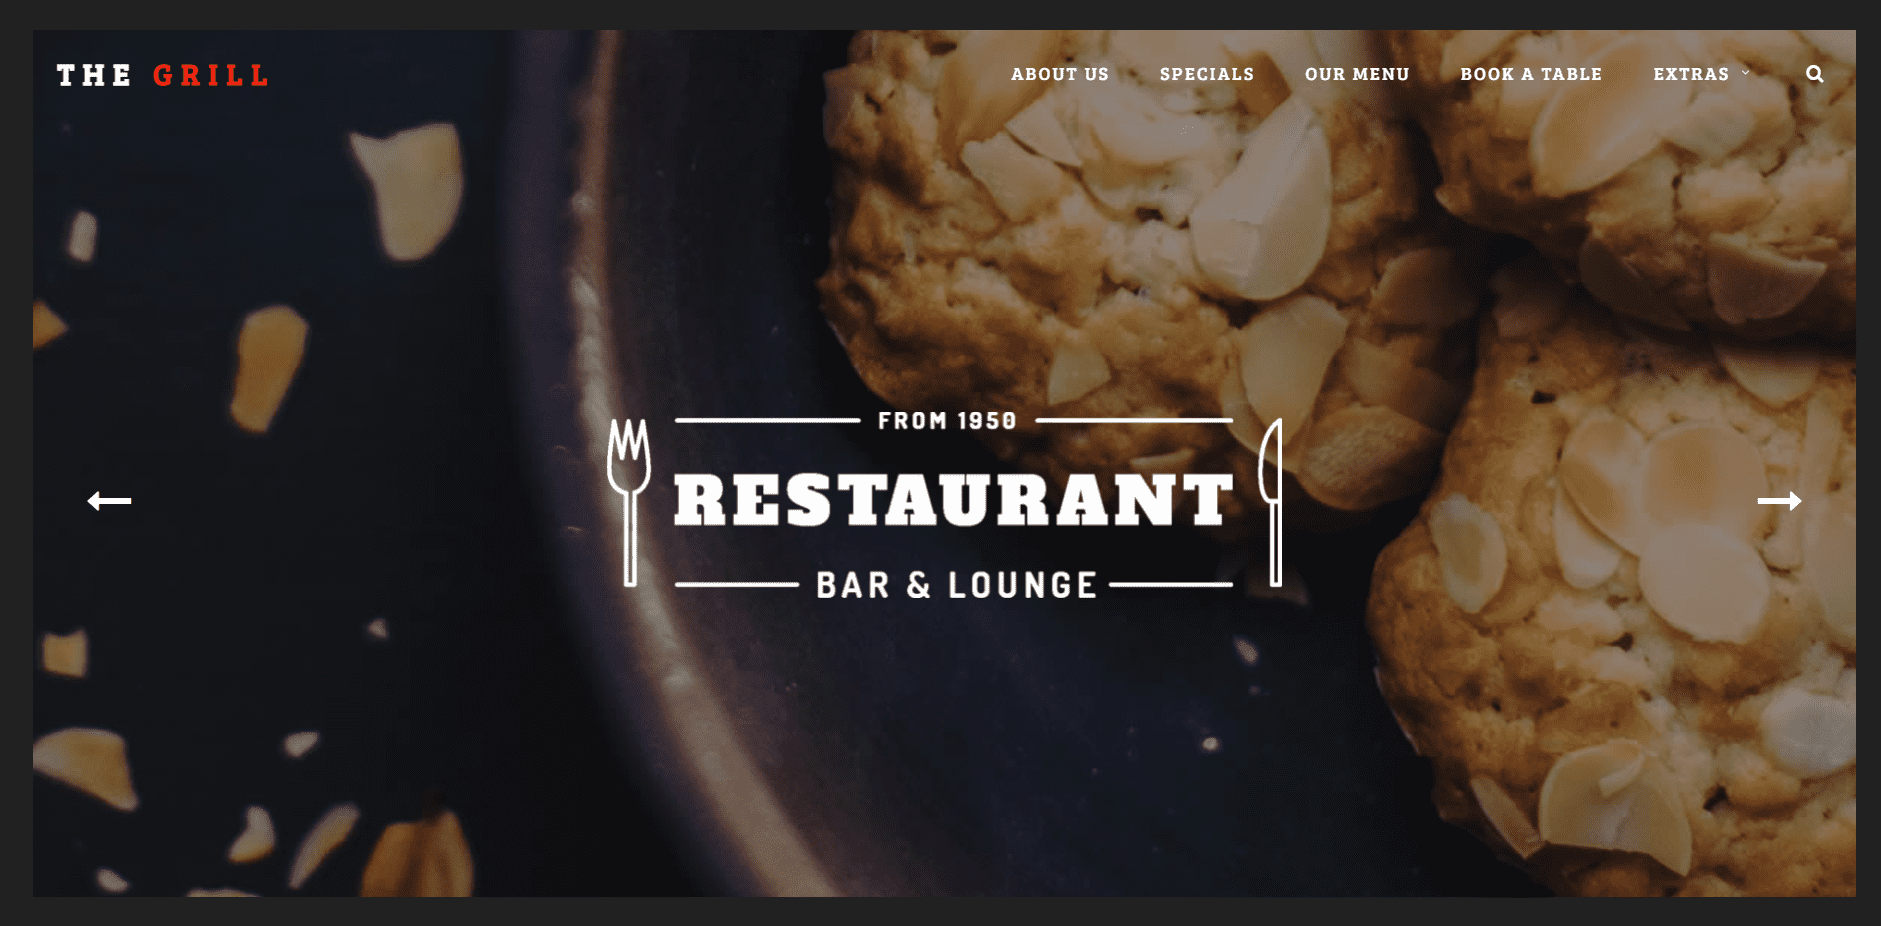 THE GRILL
ABOUT US SPECIALS OUR MENU BOOK A TABLE EXTRAS
FROM 1950
RESTAURANT
BAR & LOUNGE